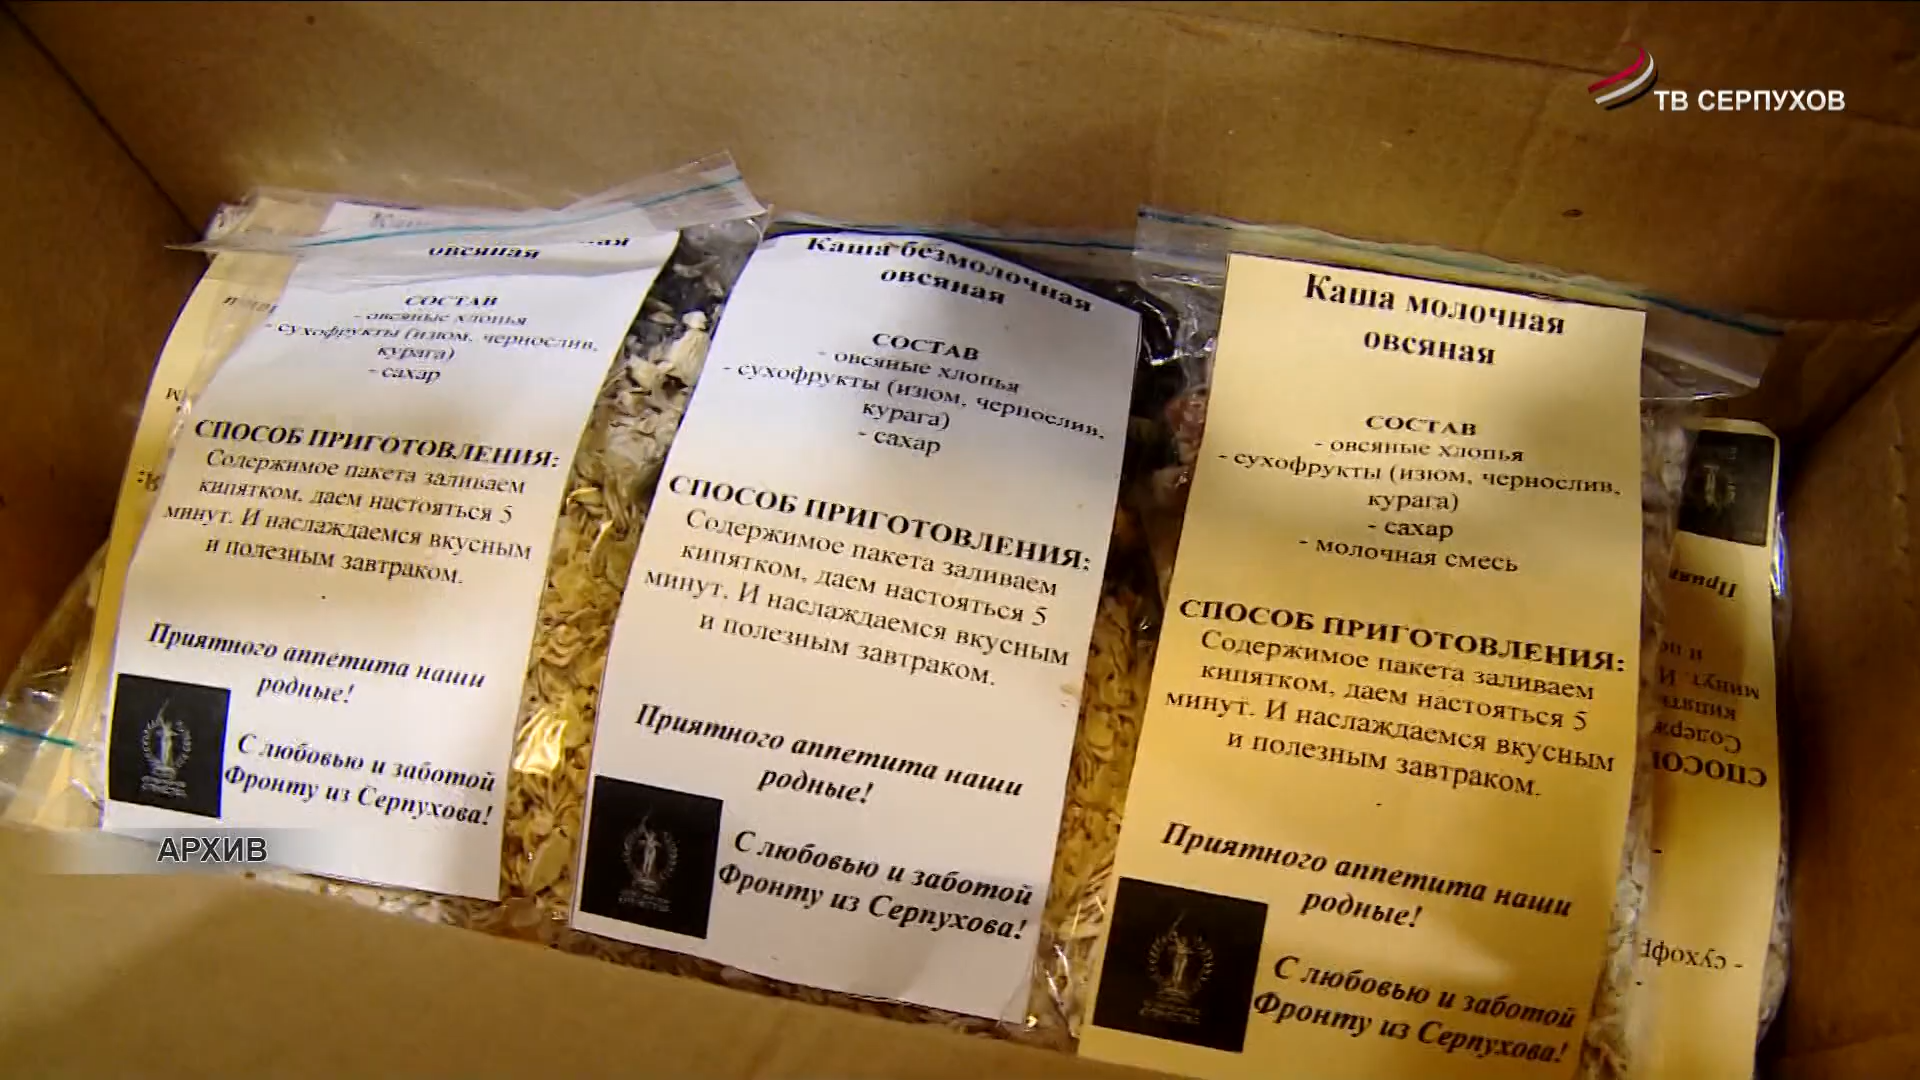 ТВ СЕРПУХОВ
овсяная
СОСТАВ
- овсяные хлопья
- сухофрукты (изюм, чернослив,
курага)
- сахар
СПОСОБ ПРИГОТОВЛЕНИЯ:
Содержимое пакета заливаем
кипятком, даем настояться 5
минут. И наслаждаемся вкусным
и полезным завтраком.
Приятного аппетита наши
родные!
С любовью и заботой
Фронту из Серпухова!
АРХИВ
Каша безмолочная
овсяная
СОСТАВ
- овсяные хлопья
- сухофрукты (изюм, чернослив,
курага)
- сахар
СПОСОБ ПРИГОТОВЛЕНИЯ:
Содержимое пакета заливаем
кипятком, даем настояться 5
минут. И наслаждаемся вкусным
и полезным завтраком.
Приятного аппетита наши
родные!
С любовью и заботой
Фронту из Серпухова!
Каша молочная
овсяная
СОСТАВ
- овсяные хлопья
- сухофрукты (изюм, чернослив,
курага)
- сахар
- молочная смесь
СПОСОБ ПРИГОТОВЛЕНИЯ:
Содержимое пакета заливаем
кипятком, даем настояться 5
минут. И наслаждаемся вкусным
и полезным завтраком.
Приятного аппетита наши
родные!
С любовью и заботой
Фронту из Серпухова!